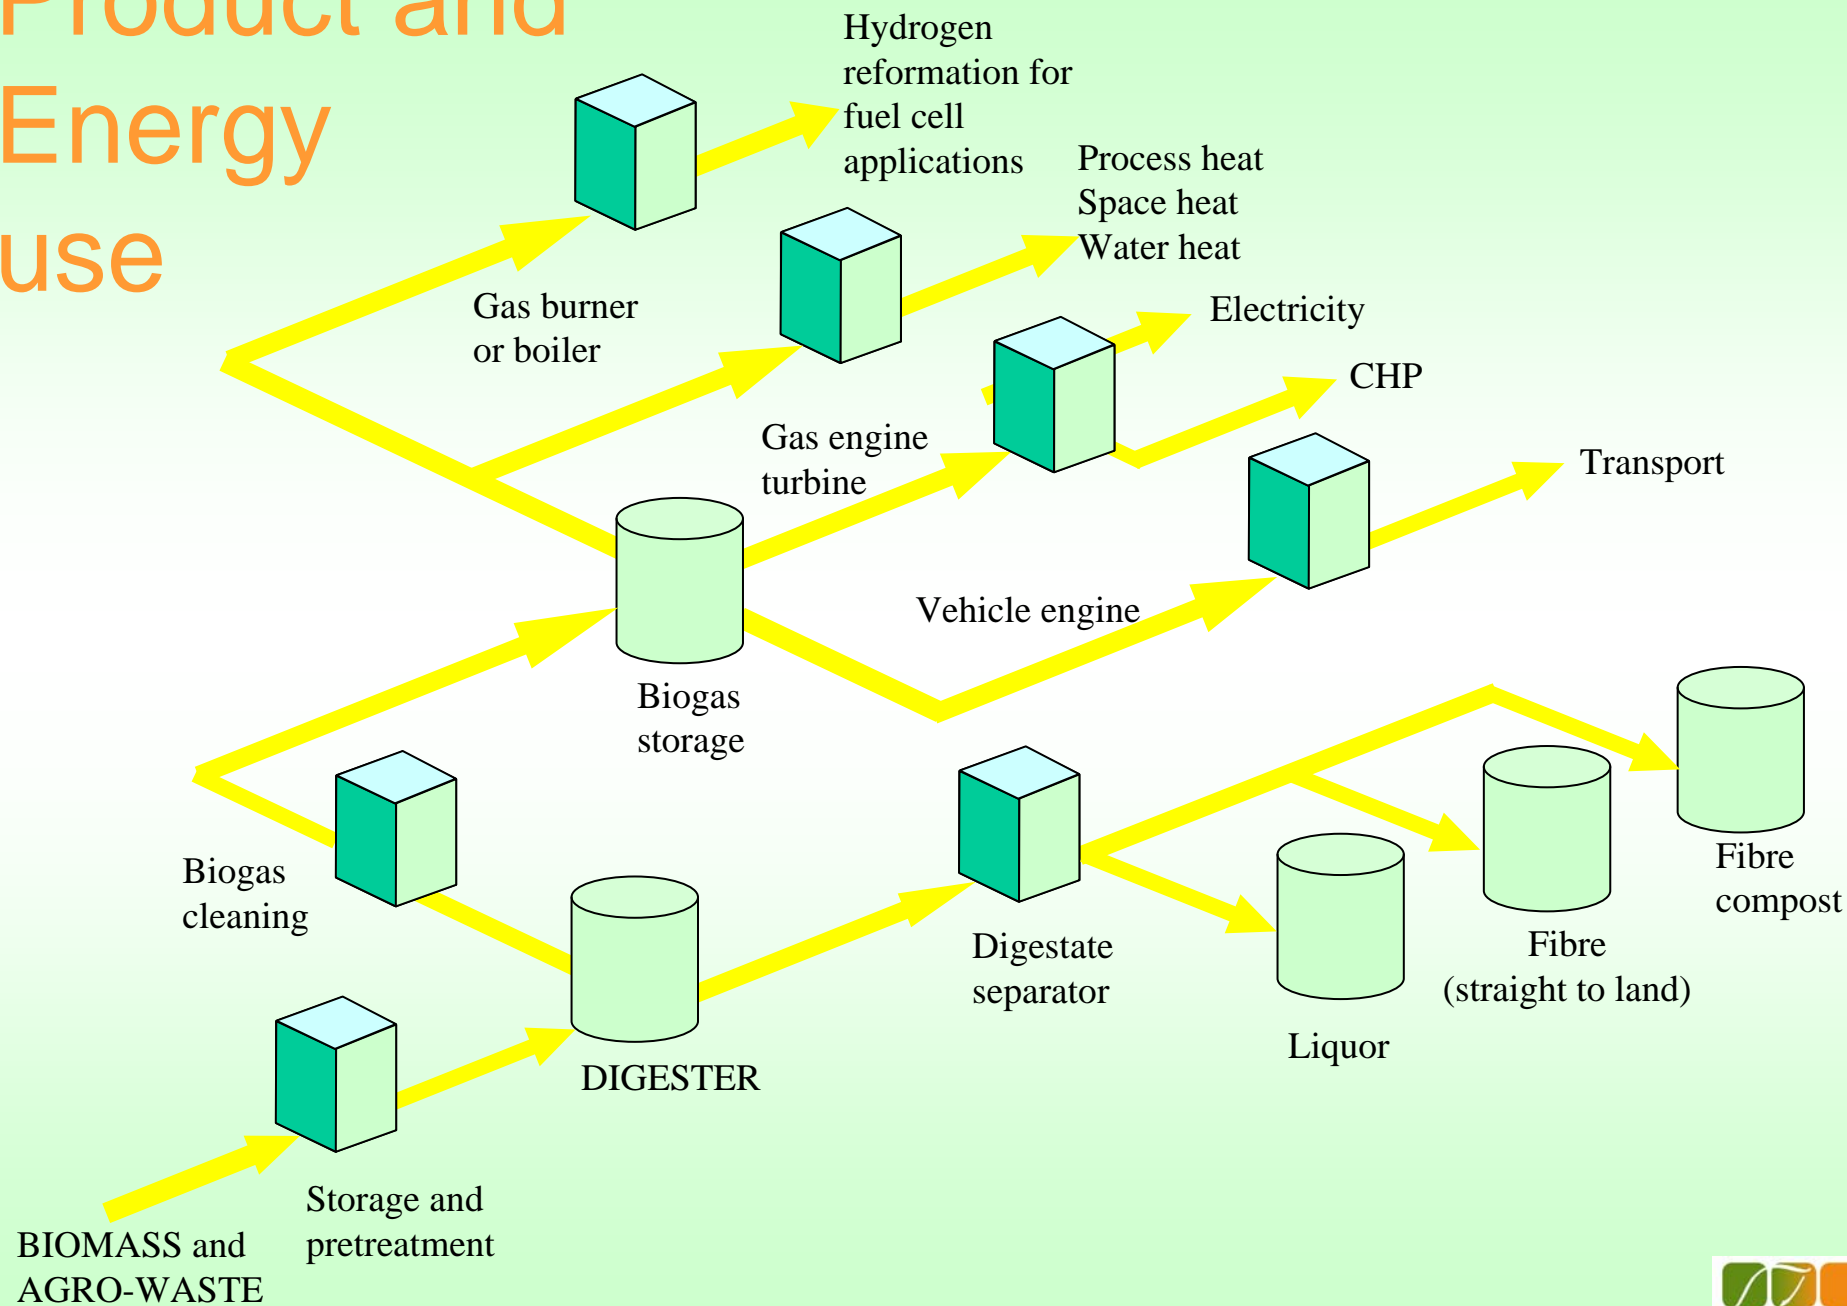 Product and
Energy
use
Hydrogen
reformation for
fuel cell
applications
Process heat
Space heat
Water heat
Gas burner
or boiler
Electricity
CHP
Gas engine
turbine
Transport
Vehicle engine
Biogas
storage
Biogas
cleaning
Fibre
compost
Digestate
separator
Fibre
(straight to land)
Liquor
DIGESTER
Storage and
pretreatment
BIOMASS and
AGRO-WASTE